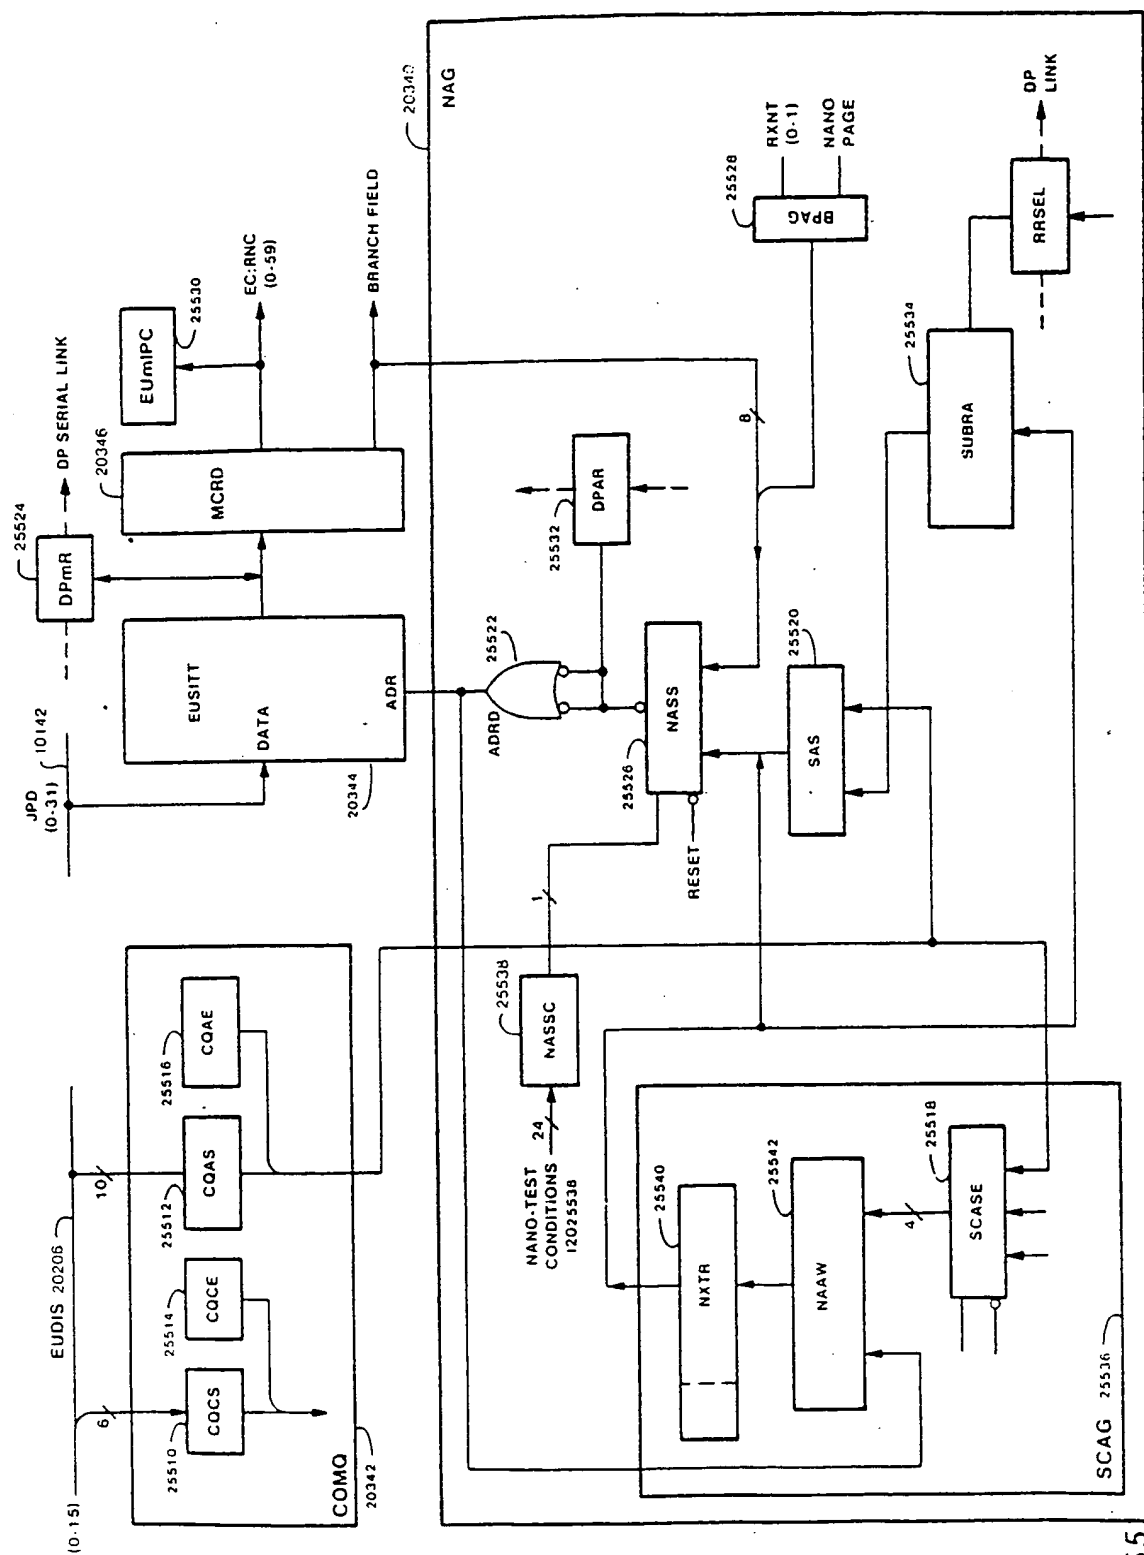 (0-15)
EUDIS 20206
6
10
25510
CQCS
25514
CQCE
25512
CQAS
25516
CQAE
COMQ
20342
JPD
(0-31)
10142
25524
DPmR
DP SERIAL LINK
EUSITT
DATA
ADR
20344
MCRD
20346
EUmIPC
25530
EC:RNC
(0-59)
BRANCH FIELD
20340
NAG
ADRD
25522
25532
DPAR
8
25528
BPAG
RXNT
(0-1)
NANO
PAGE
NANO-TEST
CONDITIONS
12025538
24
NASSC
25538
1
25526
NASS
RESET
SAS
25520
SUBRA
25534
RRSEL
DP
LINK
NXTR
25540
NAAW
25542
4
SCASE
25518
SCAG
25536